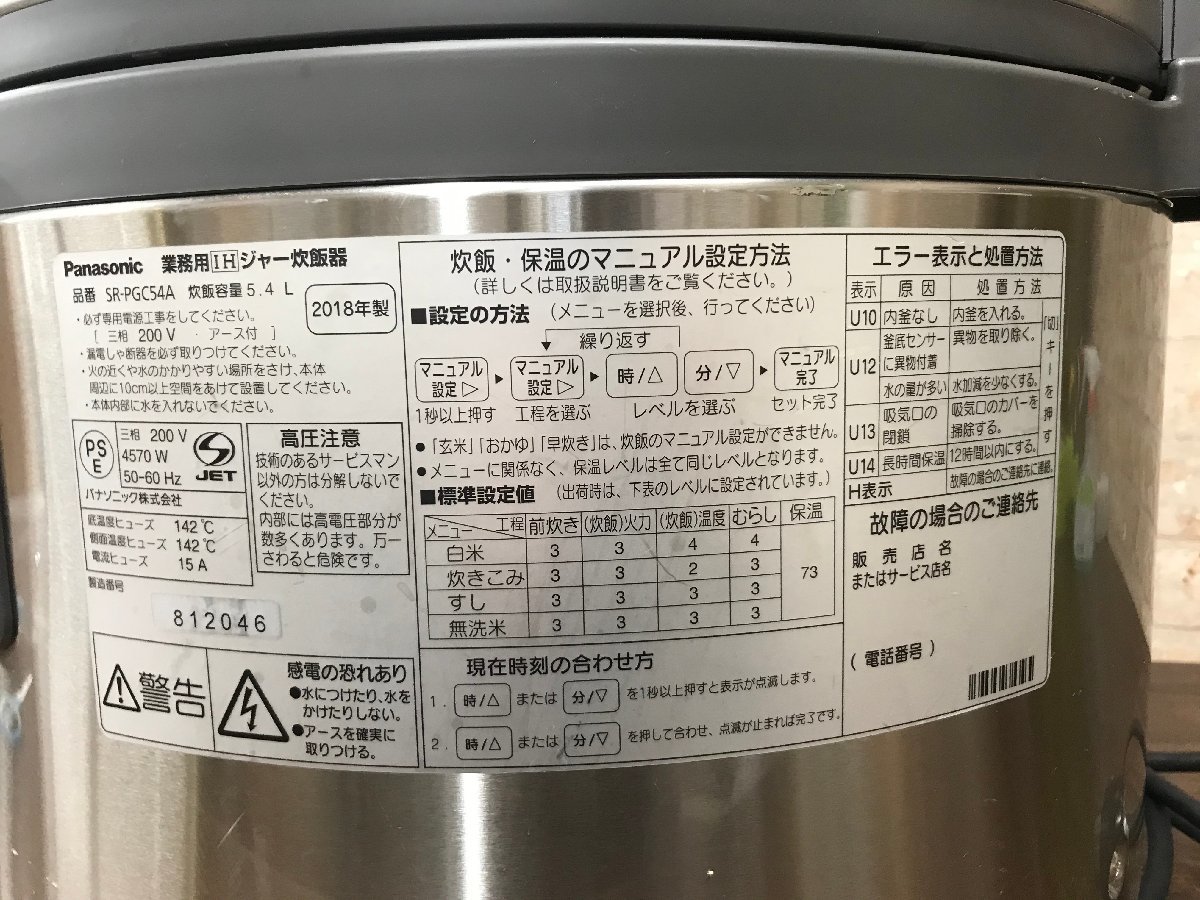 Panasonic 業務用IHジャー炊飯器
品番 SR-PGC54A 炊飯容量5.4 L
2018年製
・必ず専用電源工事をしてください。
[ 三相 200 V ・ アース付 ]
・漏電しゃ断器を必ず取りつけてください。
・火の近くや水のかかりやすい場所をさけ、本体
周辺に10cm以上空間をあけて設置してください。
・本体内部に水を入れないでください。
PS
E
三相 200 V
4570 W
50-60 Hz
JET
パナソニック株式会社
底温度ヒューズ 142 ℃
側面温度ヒューズ 142 ℃
電流ヒューズ 15 A
製造番号
812046
高圧注意
技術のあるサービスマン
以外の方は分解しないで
ください。
内部には高電圧部分が
数多くあります。万一
さわると危険です。
警告
感電の恐れあり
●水につけたり、水を
かけたりしない。
●アースを確実に
取りつける。
炊飯・保温のマニュアル設定方法
（詳しくは取扱説明書をご覧ください。）
■設定の方法 （メニューを選択後、行ってください）
繰り返す
マニュアル
設定 ▷
▶
マニュアル
設定 ▷
▶
時/△
分/▽
▶
マニュアル
完了
1秒以上押す 工程を選ぶ レベルを選ぶ セット完了
●「玄米」「おかゆ」「早炊き」は、炊飯のマニュアル設定ができません。
●メニューに関係なく、保温レベルは全て同じレベルとなります。
■標準設定値 （出荷時は、下表のレベルに設定されています。）
メニュー 工程 前炊き (炊飯)火力 (炊飯)温度 むらし 保温
白米 3 3 4 4
炊きこみ 3 3 2 3
73
すし 3 3 3 3
無洗米 3 3 3 3
現在時刻の合わせ方
1. 時/△ または 分/▽ を1秒以上押すと表示が点滅します。
2. 時/△ または 分/▽ を押して合わせ、点滅が止まれば完了です。
エラー表示と処置方法
表示 原因 処置方法
U10 内釜なし 内釜を入れる。
U12 釜底センサー
に異物付着 異物を取り除く。
水の量が多い 水加減を少なくする。
U13 吸気口の
閉鎖 吸気口のカバーを
掃除する。
U14 長時間保温 12時間以内にする。
「切」キーを押す
H表示 故障の場合のご連絡先に連絡。
故障の場合のご連絡先
販売店名
またはサービス店名
( 電話番号 )